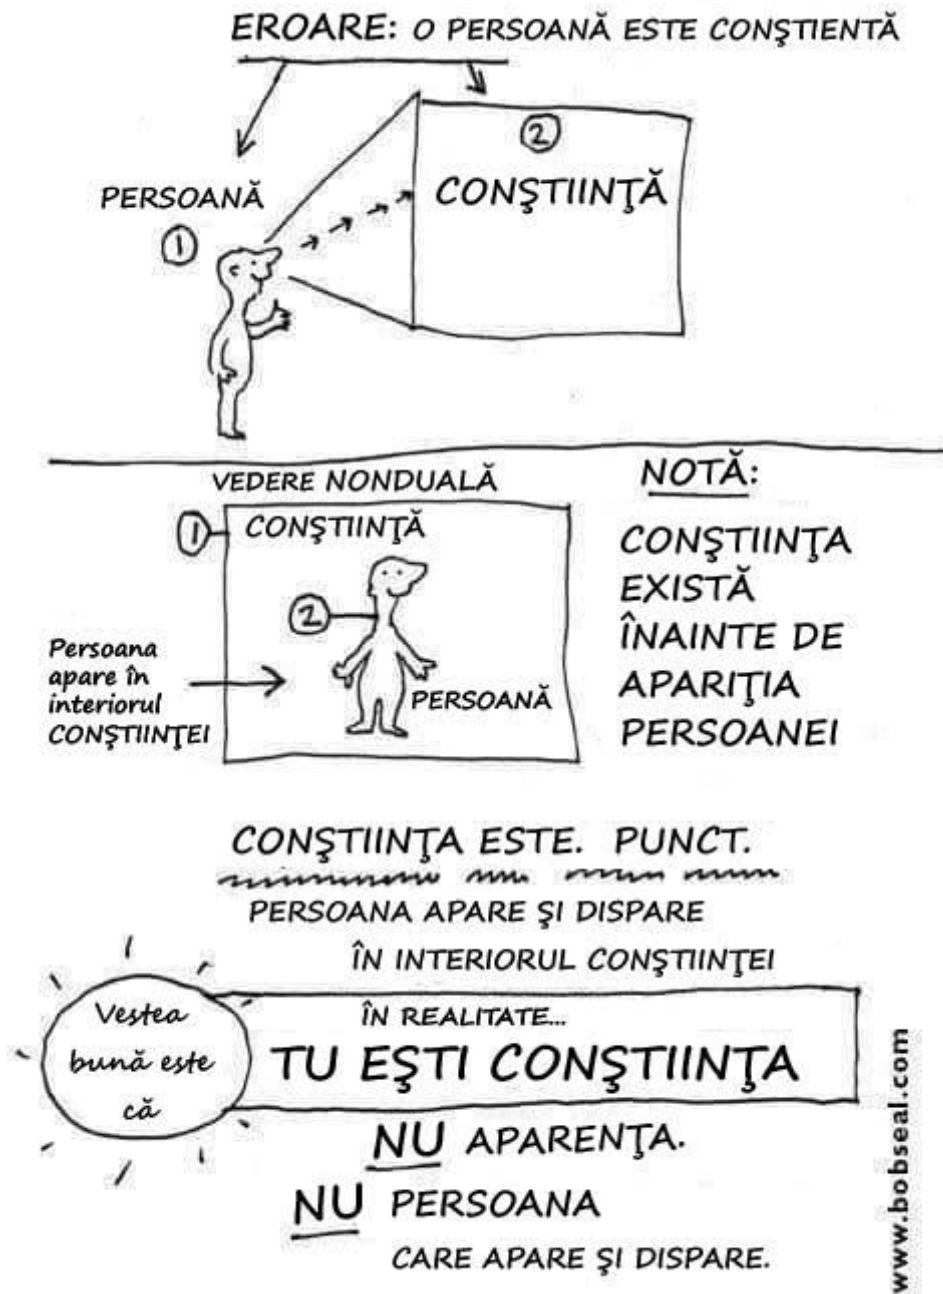 EROARE: O PERSOANĂ ESTE CONŞTIENTĂ
PERSOANĂ
1
2
CONŞTIINŢĂ
VEDERE NONDUALĂ
1
CONŞTIINŢĂ
2
PERSOANĂ
Persoana
apare în
interiorul
CONŞTIINŢEI
NOTĂ:
CONŞTIINŢA
EXISTĂ
ÎNAINTE DE
APARIŢIA
PERSOANEI
CONŞTIINŢA ESTE. PUNCT.
PERSOANA APARE ŞI DISPARE
ÎN INTERIORUL CONŞTIINŢEI
Vestea
bună este
că
ÎN REALITATE...
TU EŞTI CONŞTIINŢA
NU APARENŢA.
NU PERSOANA
CARE APARE ŞI DISPARE.
www.bobseal.com